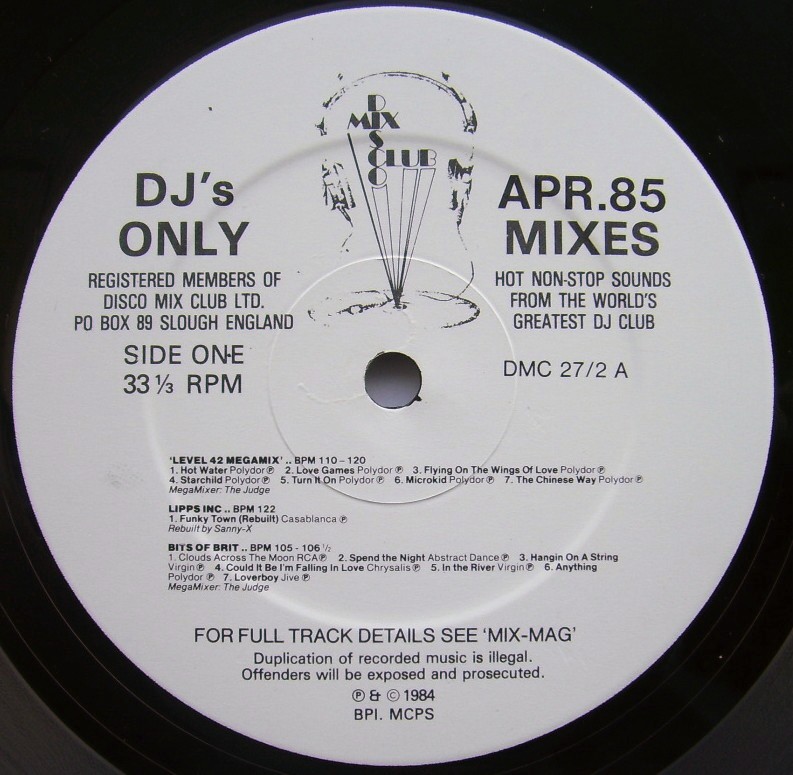 DISCO
MIX
CLUB
DJ's
ONLY
REGISTERED MEMBERS OF
DISCO MIX CLUB LTD.
PO BOX 89 SLOUGH ENGLAND
SIDE ONE
33 ⅓ RPM
APR.85
MIXES
HOT NON-STOP SOUNDS
FROM THE WORLD'S
GREATEST DJ CLUB
DMC 27/2 A
'LEVEL 42 MEGAMIX' .. BPM 110 – 120
1. Hot Water Polydor ℗ 2. Love Games Polydor ℗ 3. Flying On The Wings Of Love Polydor ℗
4. Starchild Polydor ℗ 5. Turn It On Polydor ℗ 6. Microkid Polydor ℗ 7. The Chinese Way Polydor ℗
MegaMixer: The Judge
LIPPS INC .. BPM 122
1. Funky Town (Rebuilt) Casablanca ℗
Rebuilt by Sanny-X
BITS OF BRIT .. BPM 105 - 106 ½
1. Clouds Across The Moon RCA ℗ 2. Spend the Night Abstract Dance ℗ 3. Hangin On A String
Virgin ℗ 4. Could It Be I'm Falling In Love Chrysalis ℗ 5. In the River Virgin ℗ 6. Anything
Polydor ℗ 7. Loverboy Jive ℗
MegaMixer: The Judge
FOR FULL TRACK DETAILS SEE 'MIX-MAG'
Duplication of recorded music is illegal.
Offenders will be exposed and prosecuted.
℗ & © 1984
BPI. MCPS